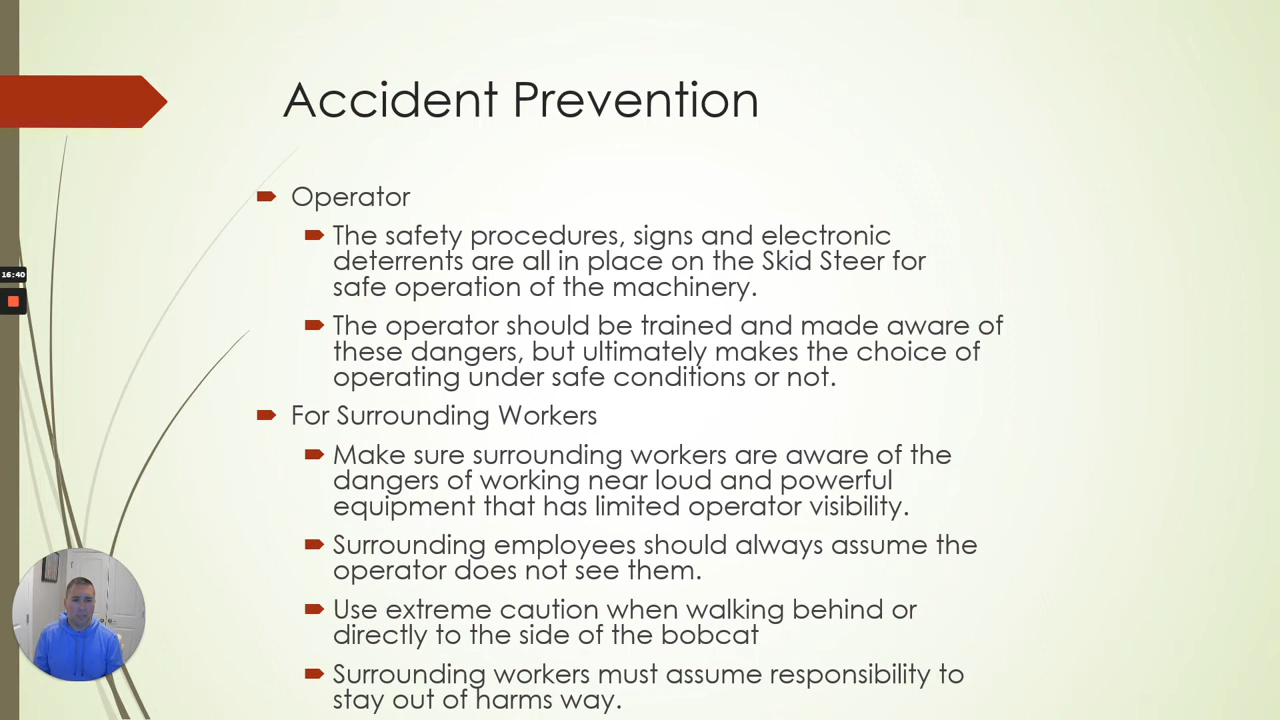 Accident Prevention
Operator
The safety procedures, signs and electronic
deterrents are all in place on the Skid Steer for
safe operation of the machinery.
The operator should be trained and made aware of
these dangers, but ultimately makes the choice of
operating under safe conditions or not.
For Surrounding Workers
Make sure surrounding workers are aware of the
dangers of working near loud and powerful
equipment that has limited operator visibility.
Surrounding employees should always assume the
operator does not see them.
Use extreme caution when walking behind or
directly to the side of the bobcat
Surrounding workers must assume responsibility to
stay out of harms way.
16:40